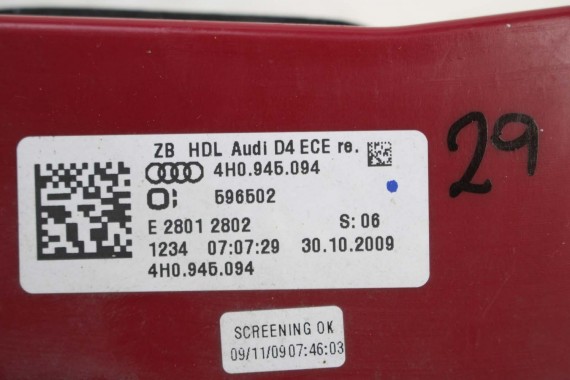 ZB HDL Audi D4 ECE re.
4H0.945.094
596502
E 2801 2802 S: 06
1234 07:07:29 30.10.2009
4H0.945.094
29
SCREENING OK
09/11/09 07:46:03